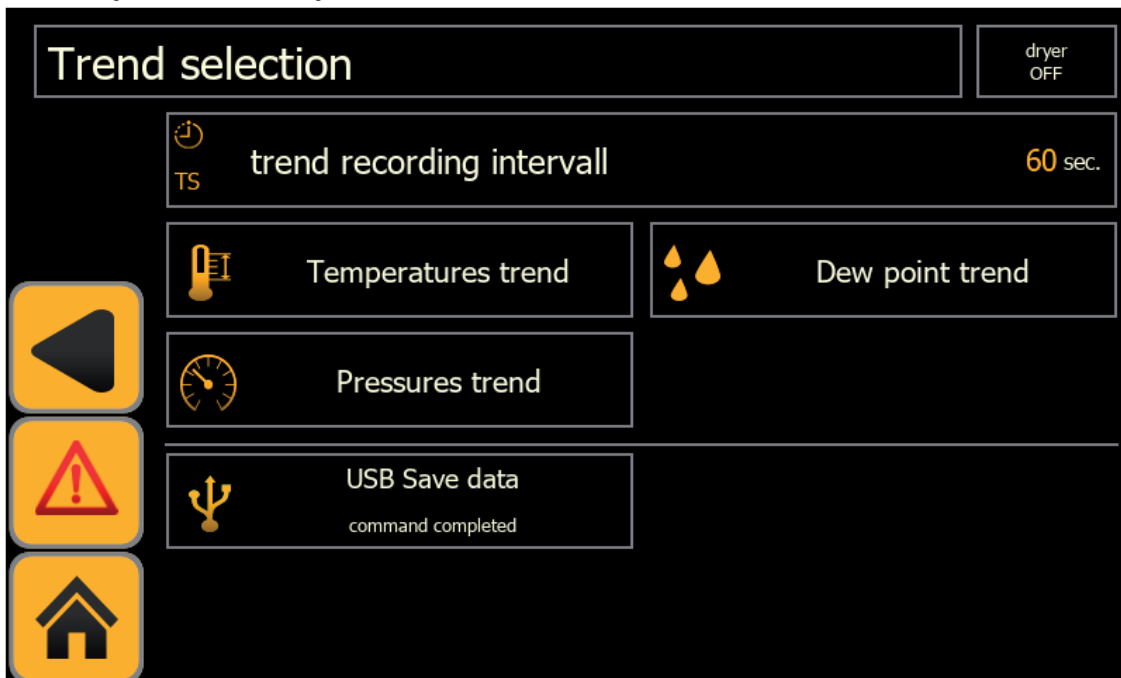 Trend selection
dryer
OFF
TS
trend recording intervall
60 sec.
Temperatures trend
Dew point trend
Pressures trend
USB Save data
command completed